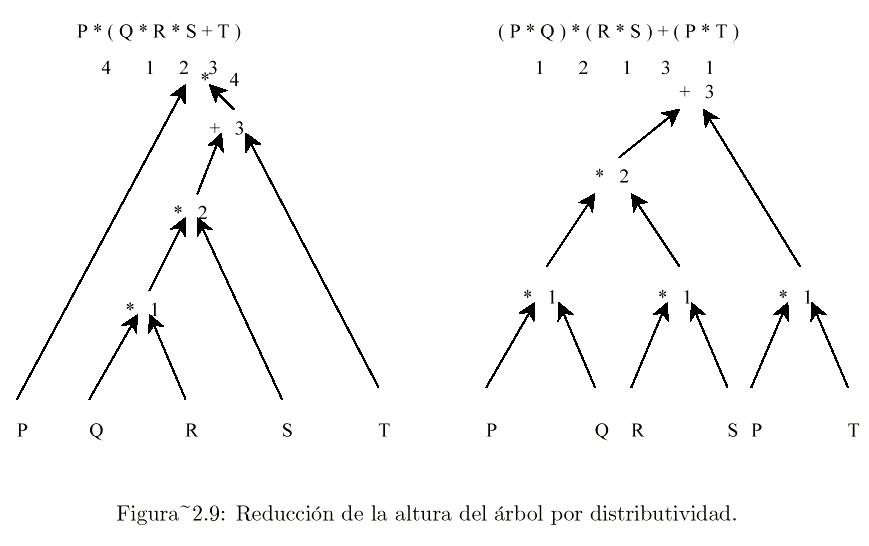 P * ( Q * R * S + T )
4 1 2 3
* 4
+ 3
* 2
* 1
P Q R S T
( P * Q ) * ( R * S ) + ( P * T )
1 2 1 3 1
+ 3
* 2
* 1 * 1 * 1
P Q R S P T
Figura~2.9: Reducción de la altura del árbol por distributividad.